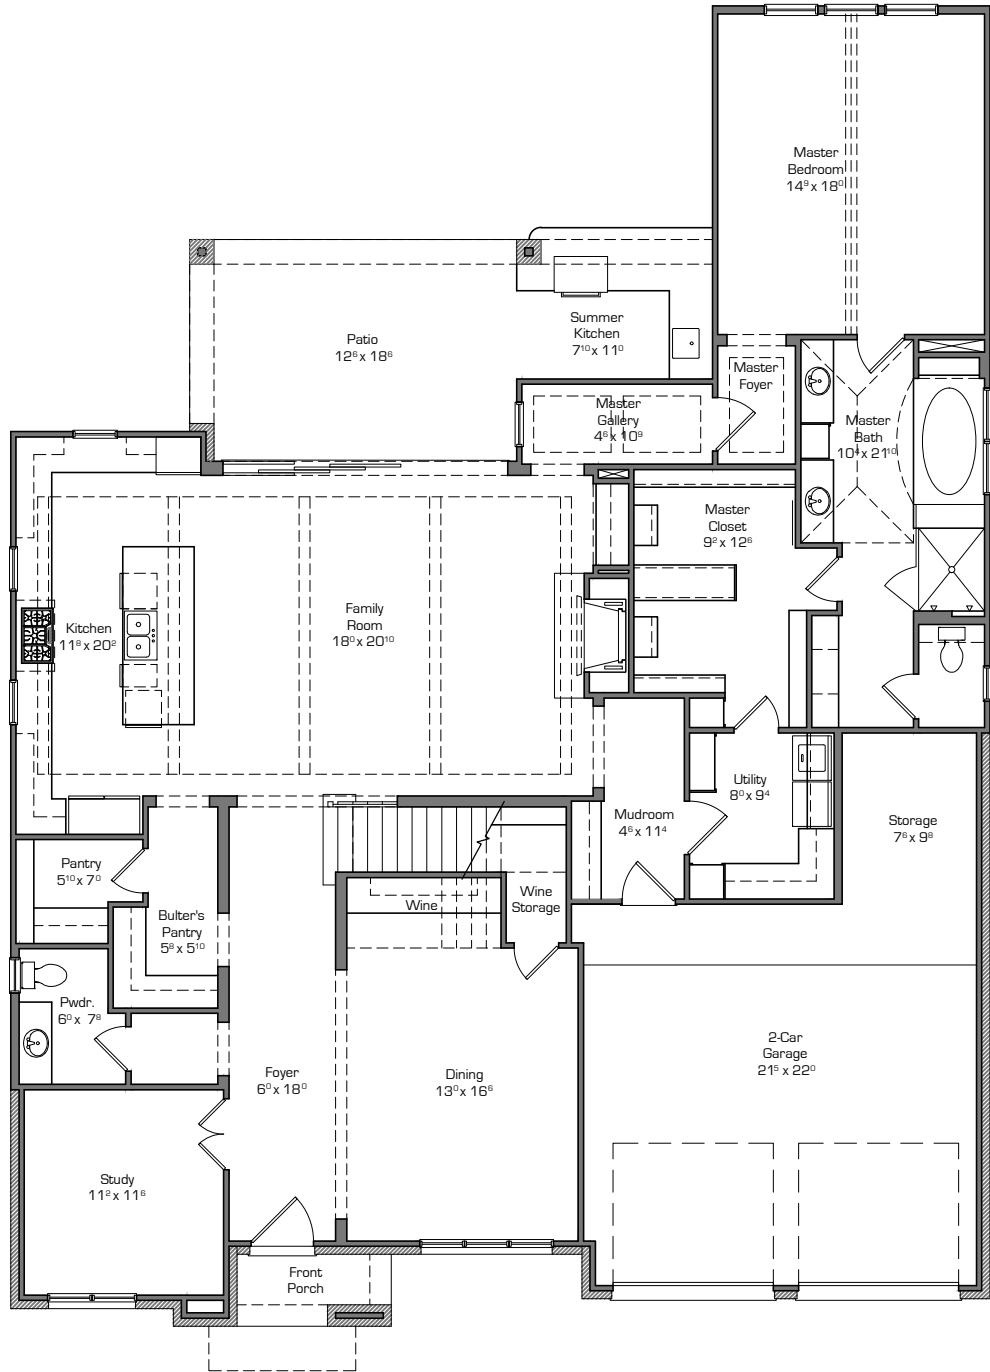 Master
Bedroom
14⁹ x 18⁰
Patio
12⁶ x 18⁶
Summer
Kitchen
7¹⁰ x 11⁰
Master
Foyer
Master
Gallery
4⁶ x 10⁹
Master
Bath
10⁴ x 21¹⁰
Master
Closet
9² x 12⁶
Kitchen
11⁸ x 20²
Family
Room
18⁰ x 20¹⁰
Utility
8⁰ x 9⁴
Mudroom
4⁶ x 11⁴
Storage
7⁶ x 9⁸
Pantry
5¹⁰ x 7⁰
Wine
Wine
Storage
Bulter's
Pantry
5⁸ x 5¹⁰
Pwdr.
6⁰ x 7⁸
Foyer
6⁰ x 18⁰
Dining
13⁰ x 16⁶
2-Car
Garage
21⁵ x 22⁰
Study
11² x 11⁶
Front
Porch